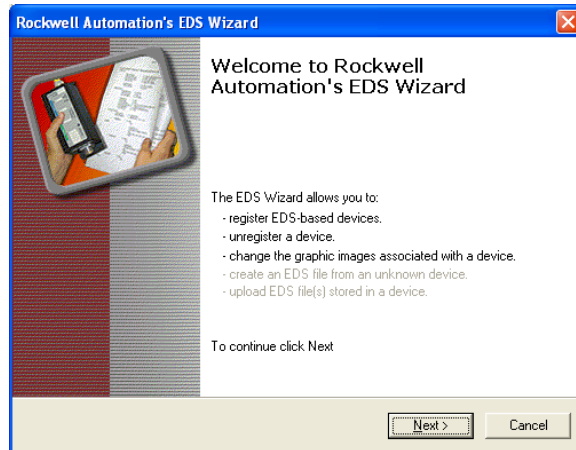 Rockwell Automation's EDS Wizard
Welcome to Rockwell
Automation's EDS Wizard
The EDS Wizard allows you to:
- register EDS-based devices.
- unregister a device.
- change the graphic images associated with a device.
- create an EDS file from an unknown device.
- upload EDS file(s) stored in a device.
To continue click Next
Next >
Cancel